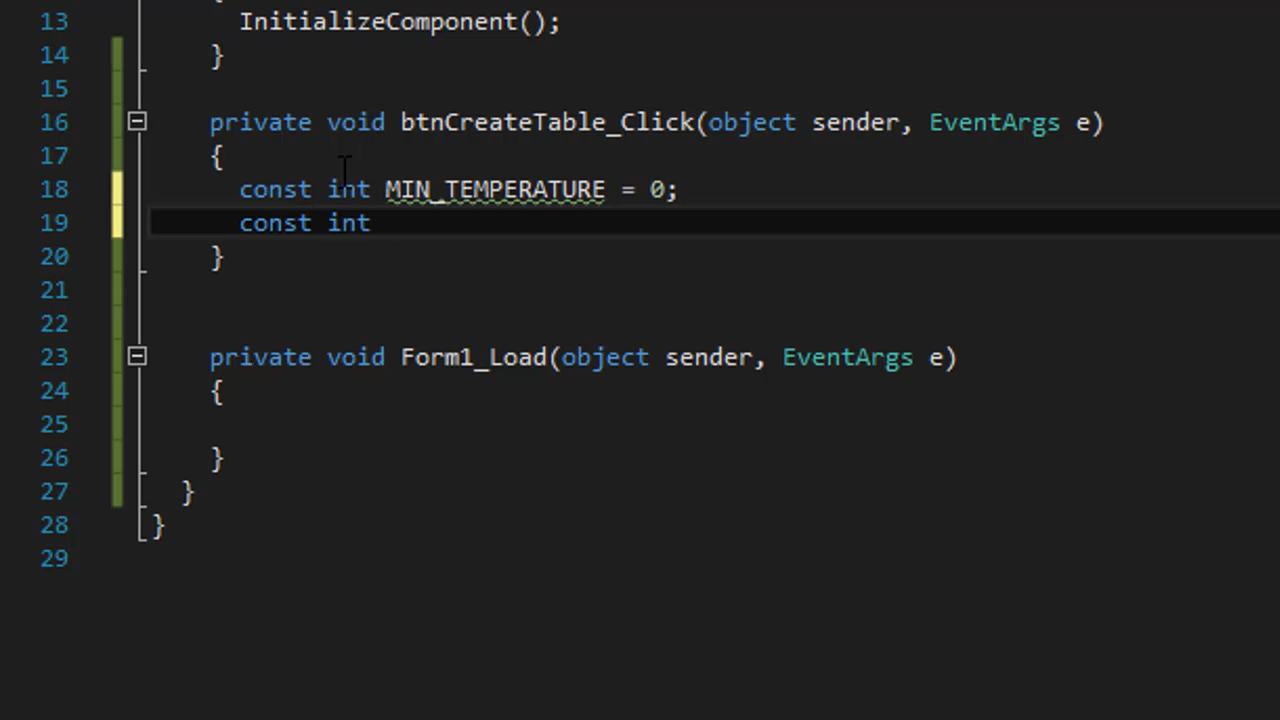 13 InitializeComponent();
14 }
15
16 private void btnCreateTable_Click(object sender, EventArgs e)
17 {
18 const int MIN_TEMPERATURE = 0;
19 const int
20 }
21
22
23 private void Form1_Load(object sender, EventArgs e)
24 {
25
26 }
27 }
28 }
29